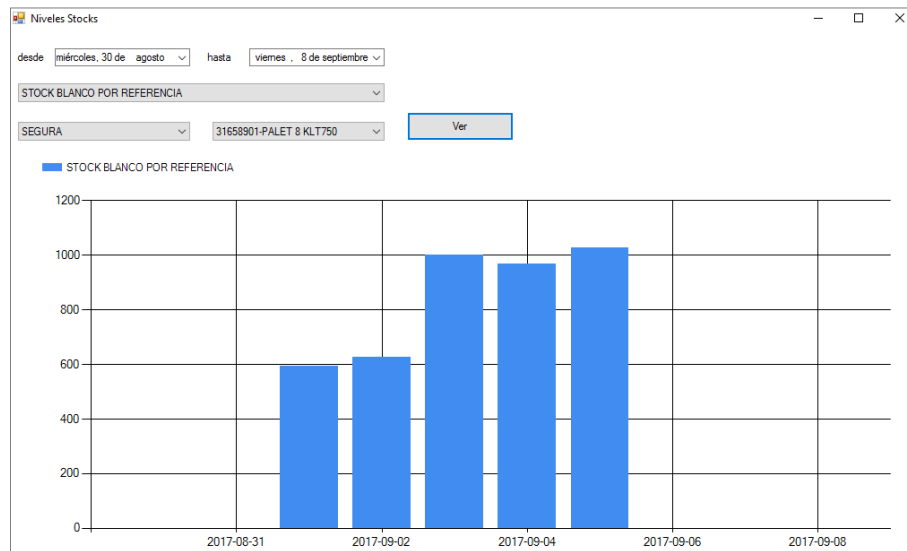 Niveles Stocks
desde miércoles, 30 de agosto hasta viernes , 8 de septiembre
STOCK BLANCO POR REFERENCIA
SEGURA 31658901-PALET 8 KLT750 Ver
STOCK BLANCO POR REFERENCIA
1200
1000
800
600
400
200
0
2017-08-31 2017-09-02 2017-09-04 2017-09-06 2017-09-08